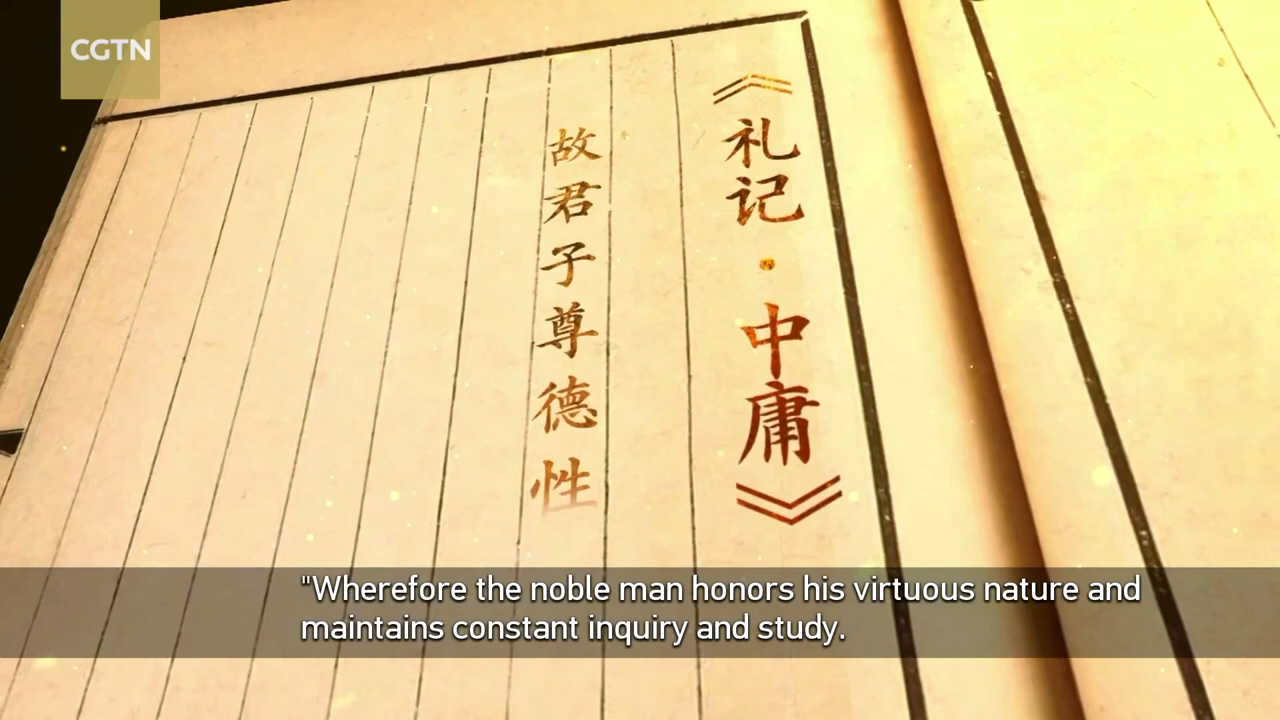 CGTN
《礼记·中庸》
故君子尊德性
"Wherefore the noble man honors his virtuous nature and
maintains constant inquiry and study.